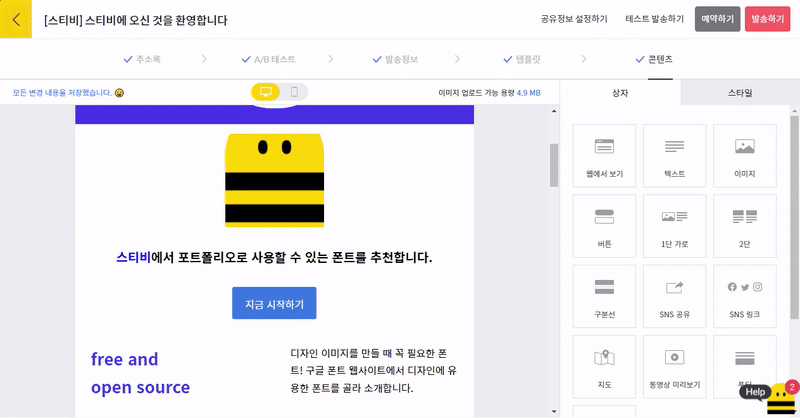 [스티비] 스티비에 오신 것을 환영합니다
공유정보 설정하기
테스트 발송하기
예약하기
발송하기
주소록
A/B 테스트
발송정보
템플릿
콘텐츠
모든 변경 내용을 저장했습니다.
이미지 업로드 가능 용량 4.9 MB
상자
스타일
스티비에서 포트폴리오로 사용할 수 있는 폰트를 추천합니다.
지금 시작하기
free and
open source
디자인 이미지를 만들 때 꼭 필요한 폰
트! 구글 폰트 웹사이트에서 디자인에 유
용한 폰트를 골라 소개합니다.
웹에서 보기
텍스트
이미지
버튼
1단 가로
2단
구분선
SNS 공유
SNS 링크
지도
동영상 미리보기
Help
2